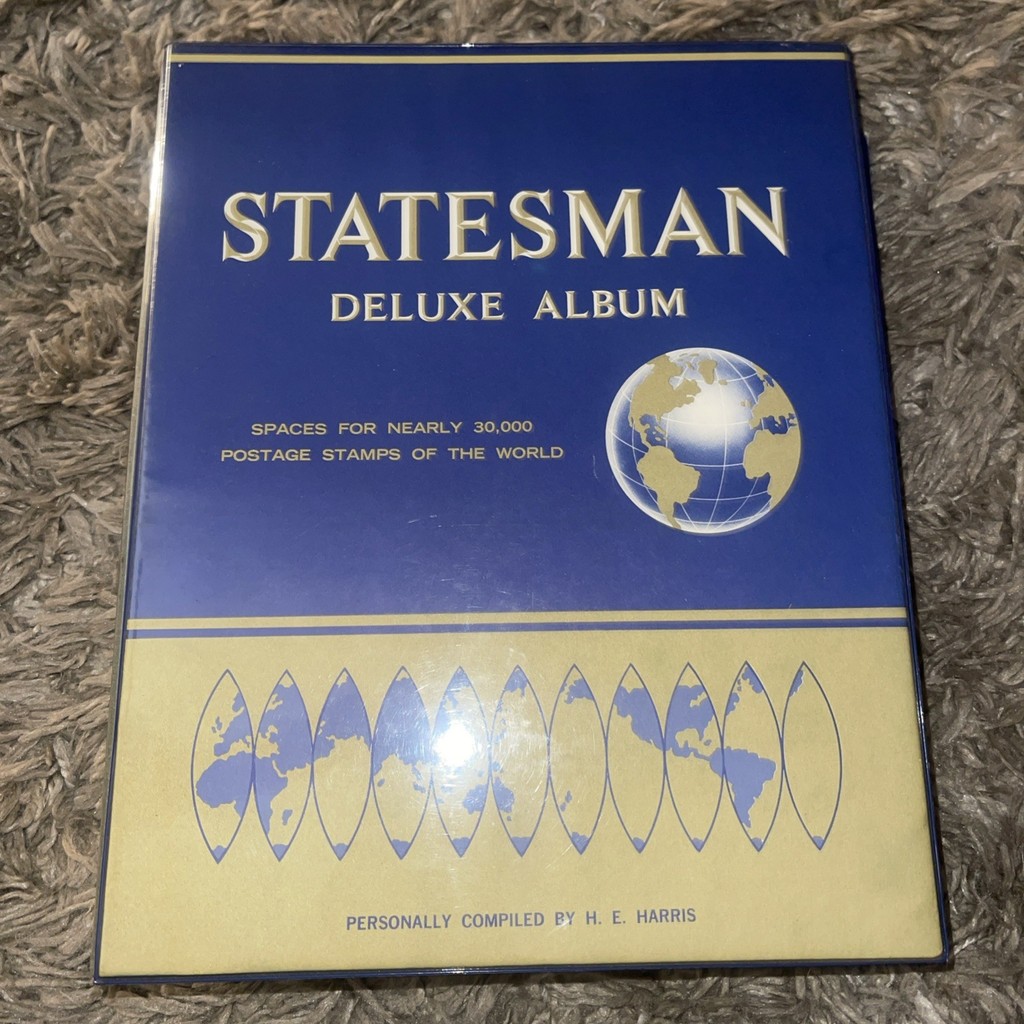 STATESMAN
DELUXE ALBUM
SPACES FOR NEARLY 30,000
POSTAGE STAMPS OF THE WORLD
PERSONALLY COMPILED BY H. E. HARRIS